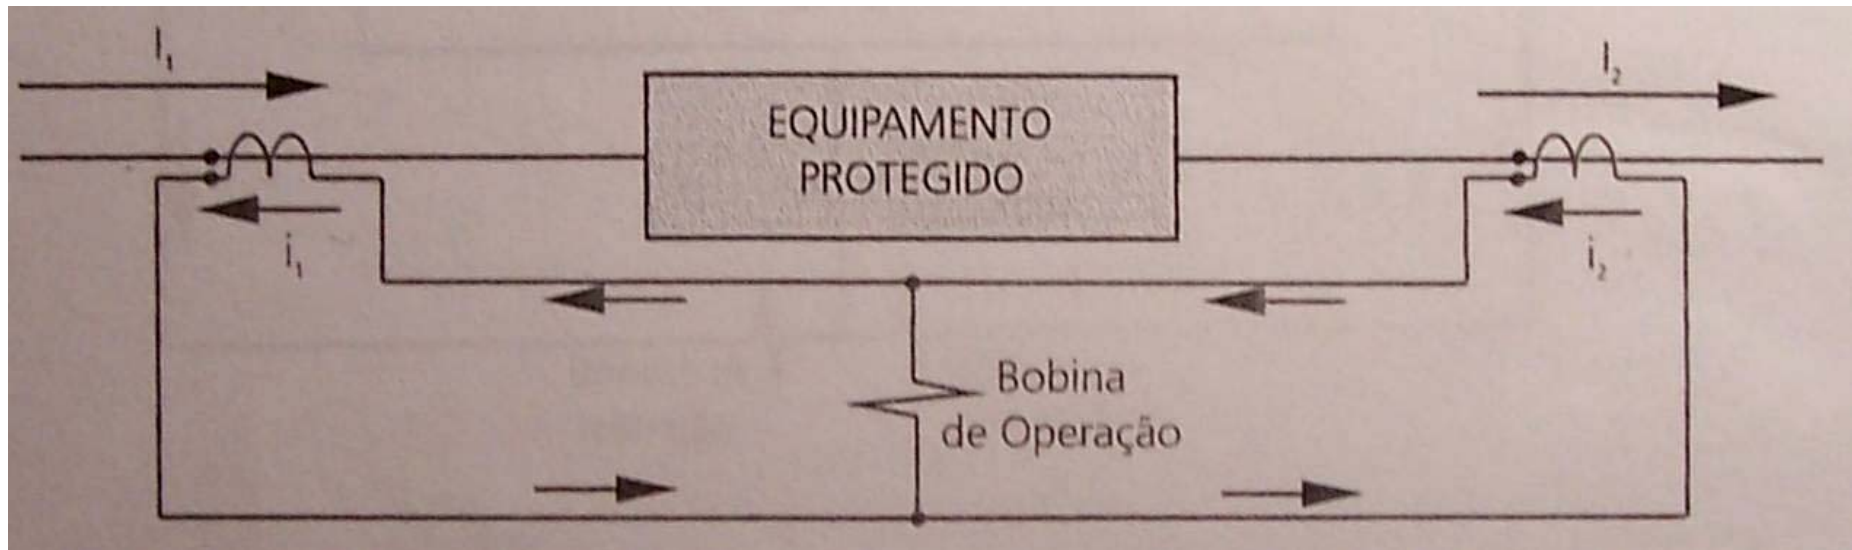 I₁
I₂
EQUIPAMENTO
PROTEGIDO
i₁
i₂
Bobina
de Operação